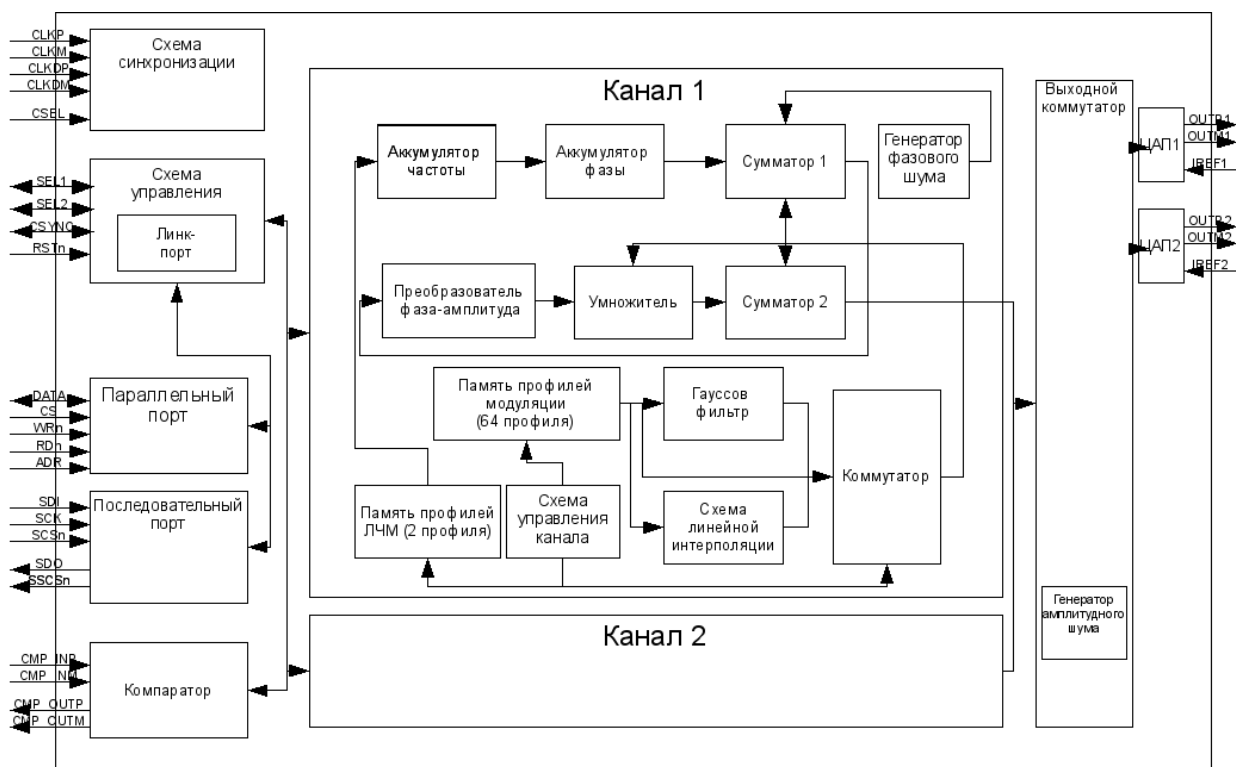 CLKP
CLKM
CLKDP
CLKDM
CSEL
Схема
синхронизации
SEL1
SEL2
CSYNC
RSTn
Схема
управления
Линк-
порт
DATA
CS
WRn
RDn
ADR
Параллельный
порт
SDI
SCK
SCSn
SDO
SSCSn
Последовательный
порт
CMP_INP
CMP_INM
CMP_OUTP
CMP_OUTM
Компаратор
Канал 1
Аккумулятор
частоты
Аккумулятор
фазы
Сумматор 1
Генератор
фазового
шума
Преобразователь
фаза-амплитуда
Умножитель
Сумматор 2
Память профилей
модуляции
(64 профиля)
Гауссов
фильтр
Коммутатор
Память профилей
ЛЧМ (2 профиля)
Схема
управления
канала
Схема
линейной
интерполяции
Канал 2
Выходной
коммутатор
Генератор
амплитудного
шума
ЦАП1
OUTP1
OUTM1
IREF1
ЦАП2
OUTP2
OUTM2
IREF2